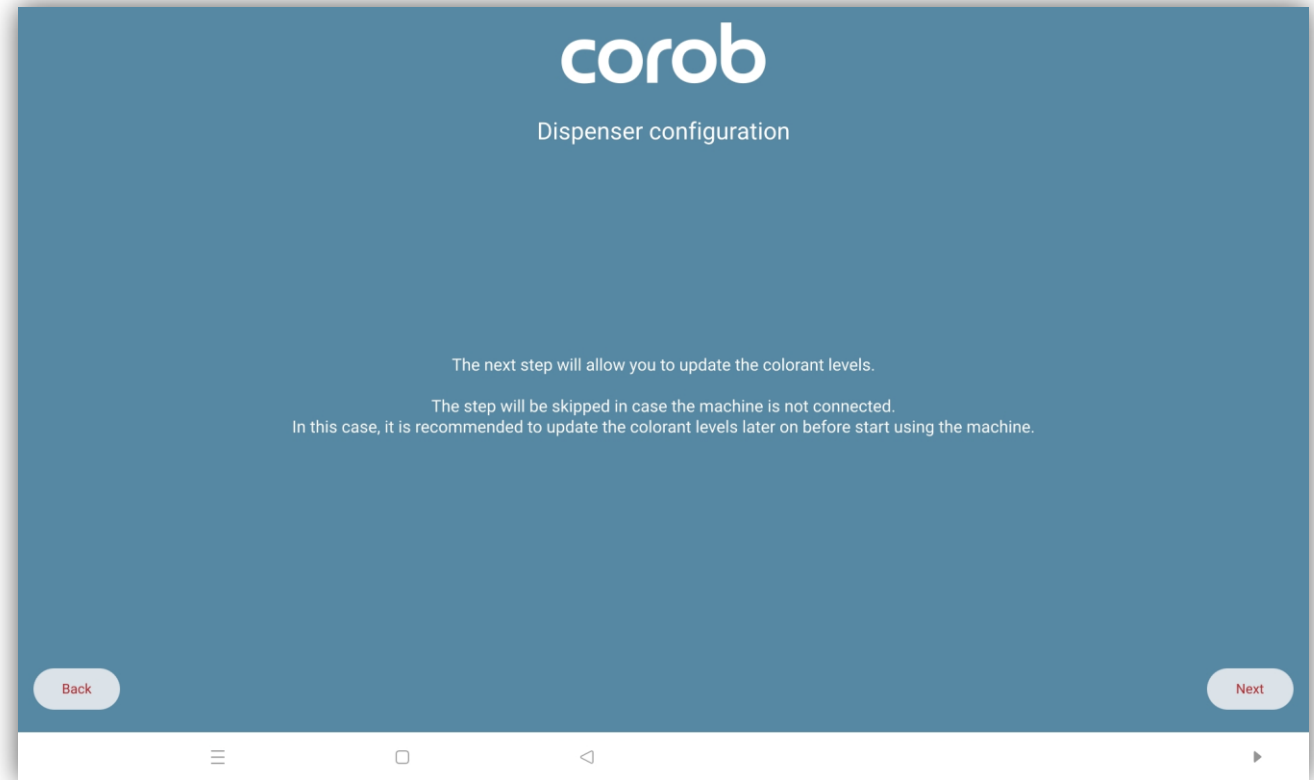 corob
Dispenser configuration
The next step will allow you to update the colorant levels.
The step will be skipped in case the machine is not connected.
In this case, it is recommended to update the colorant levels later on before start using the machine.
Back
Next